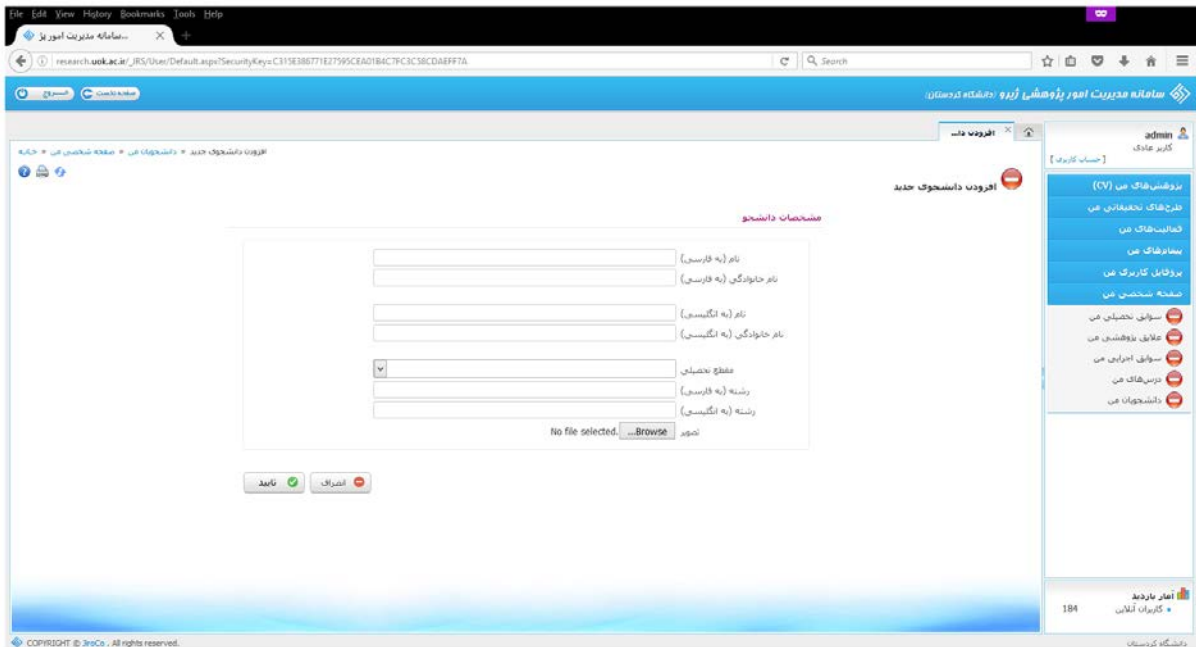 File Edit View History Bookmarks Tools Help
سامانه مدیریت امور پژ...
research.uok.ac.ir/_JRS/User/Default.aspx?SecurityKey=C315E386771E27595CEA01B4C7FC3C58CDAEFF7A
Search
سامانه مدیریت امور پژوهشی ژیرو (دانشگاه کردستان)
صفحه نخست
خروج
admin
کاربر عادی
[حساب کاربری]
افزودن دا...
خانه » صفحه شخصی من » دانشجویان من » افزودن دانشجوی جدید
پژوهش‌های من (CV)
طرح‌های تحقیقاتی من
فعالیت‌های من
پیام‌های من
پروفایل کاربری من
صفحه شخصی من
سوابق تحصیلی من
علایق پژوهشی من
سوابق اجرایی من
درس‌های من
دانشجویان من
افزودن دانشجوی جدید
مشخصات دانشجو
نام (به فارسی)
نام خانوادگی (به فارسی)
نام (به انگلیسی)
نام خانوادگی (به انگلیسی)
مقطع تحصیلی
رشته (به فارسی)
رشته (به انگلیسی)
تصویر Browse... No file selected.
انصراف
تایید
آمار بازدید
کاربران آنلاین 184
COPYRIGHT © JiroCo , All rights reserved.
دانشگاه کردستان